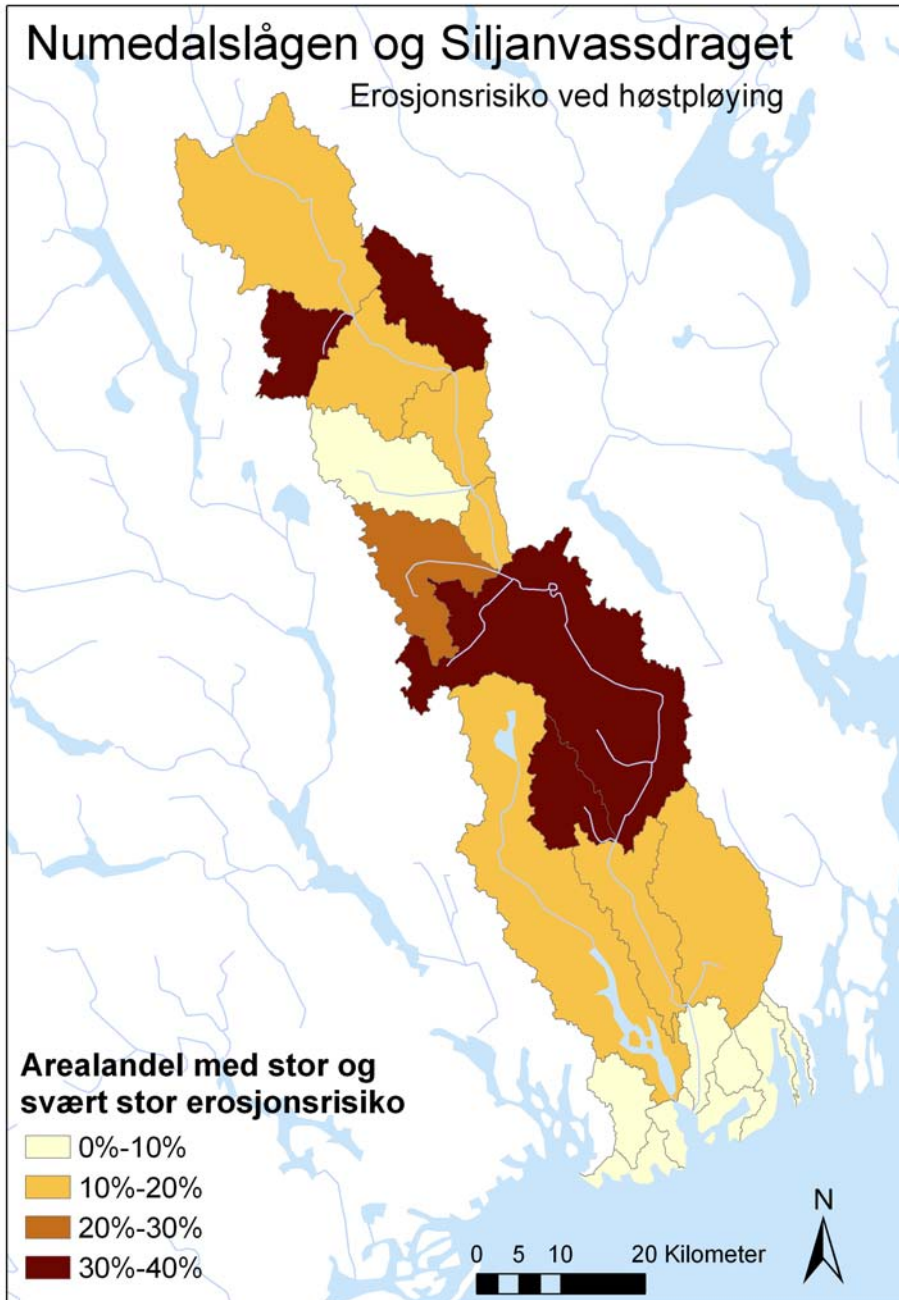 Numedalslågen og Siljanvassdraget
Erosjonsrisiko ved høstpløying
Arealandel med stor og
svært stor erosjonsrisiko
0%-10%
10%-20%
20%-30%
30%-40%
0 5 10 20 Kilometer
N